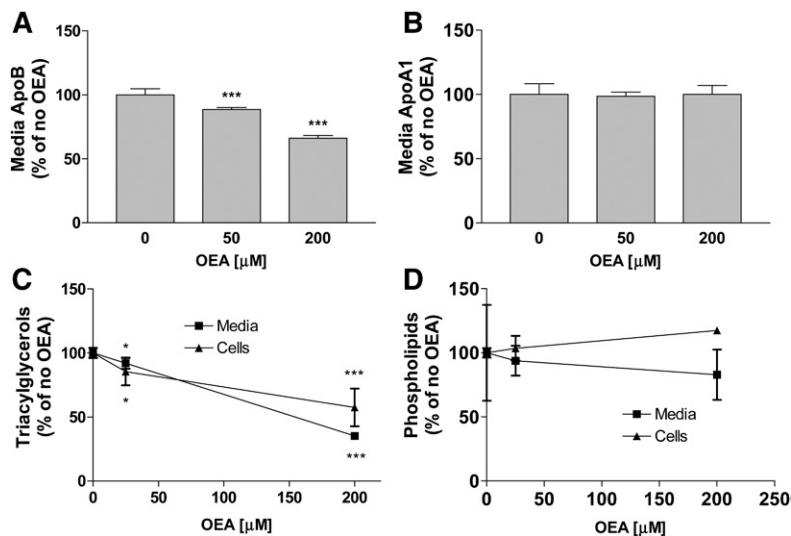 A
Media ApoB
(% of no OEA)
150
100
50
0
***
***
0 50 200
OEA [μM]
B
Media ApoA1
(% of no OEA)
150
100
50
0
0 50 200
OEA [μM]
C
Triacylglycerols
(% of no OEA)
150
100
50
0
Media
Cells
*
*
***
***
0 50 100 150 200
OEA [μM]
D
Phospholipids
(% of no OEA)
150
100
50
0
Media
Cells
0 50 100 150 200 250
OEA [μM]